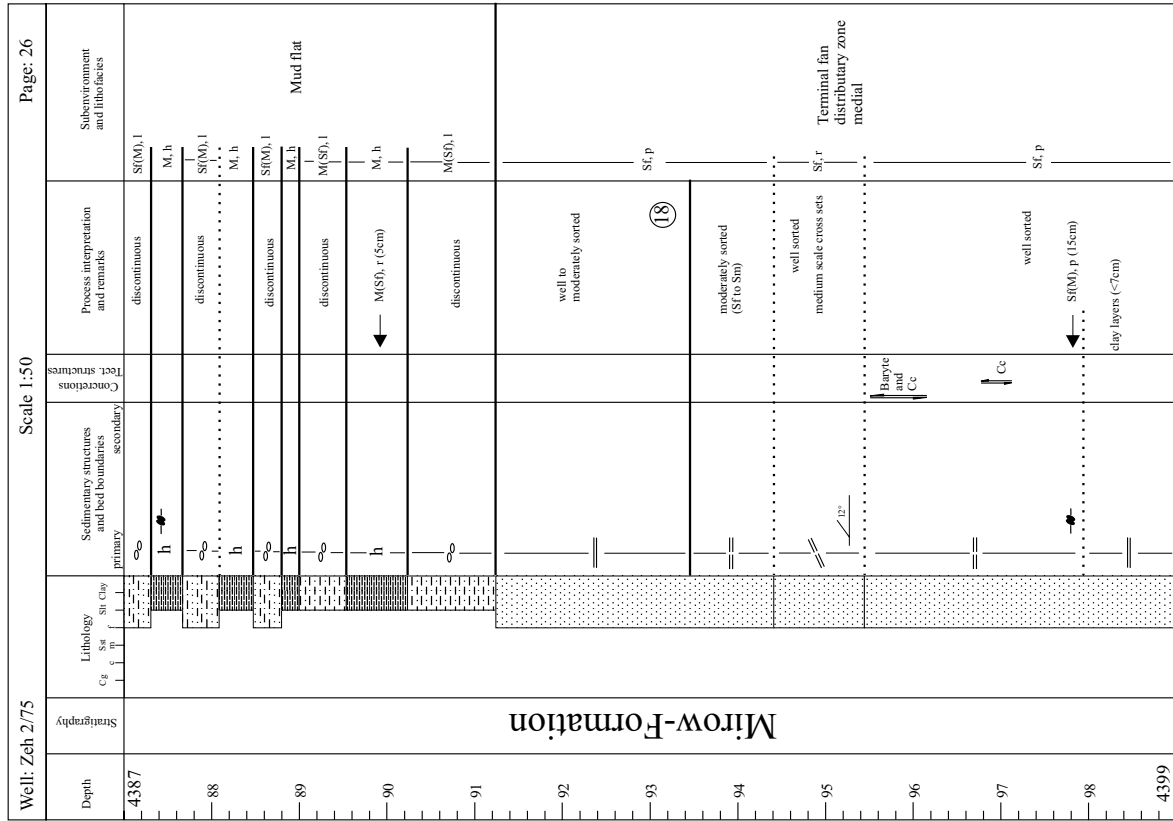 Well: Zeh 2/75
Scale 1:50
Page: 26
Depth
Stratigraphy
Lithology
Cg c Sst m f Slt Clay
Sedimentary structures
and bed boundaries
primary
secondary
Concretions
Tect. structures
Process interpretation
and remarks
Subenvironment
and lithofacies
4387
88
89
90
91
92
93
94
95
96
97
98
4399
Mirow-Formation
h
h
h
h
12°
Baryte
and
Cc
Cc
discontinuous
discontinuous
discontinuous
discontinuous
M(Sf), r (5cm)
discontinuous
well to
moderately sorted
18
moderately sorted
(Sf to Sm)
well sorted
medium scale cross sets
well sorted
Sf(M), p (15cm)
clay layers (<7cm)
Sf(M), l
M, h
Sf(M), l
M, h
Sf(M), l
M, h
M(Sf), l
M, h
M(Sf), l
Sf, p
Sf, r
Sf, p
Mud flat
Terminal fan
distributary zone
medial